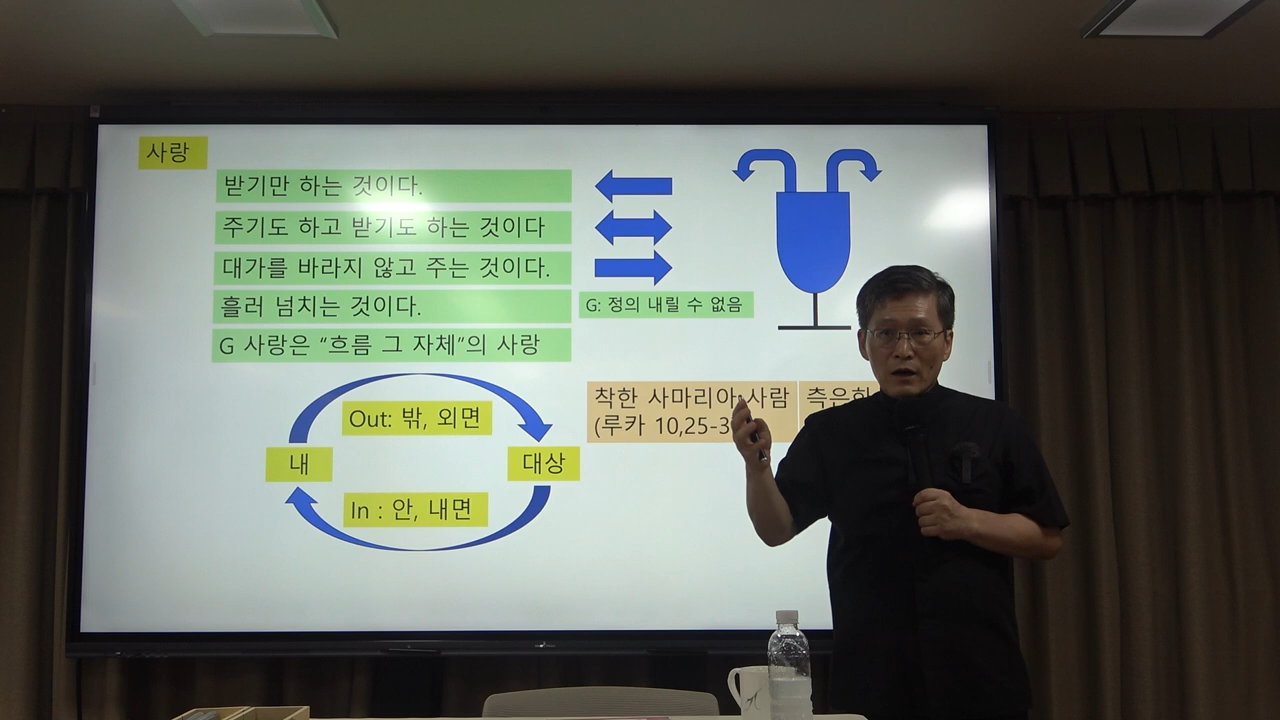 사랑
받기만 하는 것이다.
주기도 하고 받기도 하는 것이다
대가를 바라지 않고 주는 것이다.
흘러 넘치는 것이다.
G: 정의 내릴 수 없음
G 사랑은 "흐름 그 자체"의 사랑
Out: 밖, 외면
내
대상
In : 안, 내면
착한 사마리아 사람
(루카 10,25-3
측은한